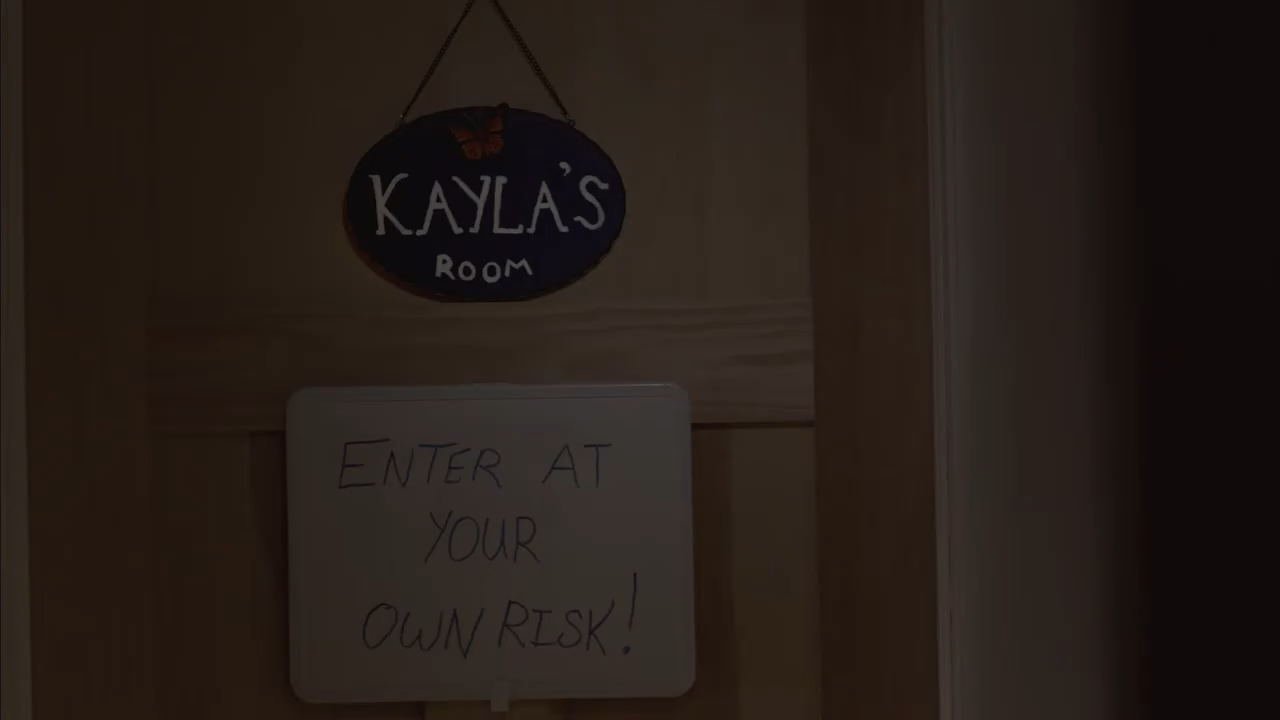 KAYLA'S
ROOM
ENTER AT
YOUR
OWN RISK!